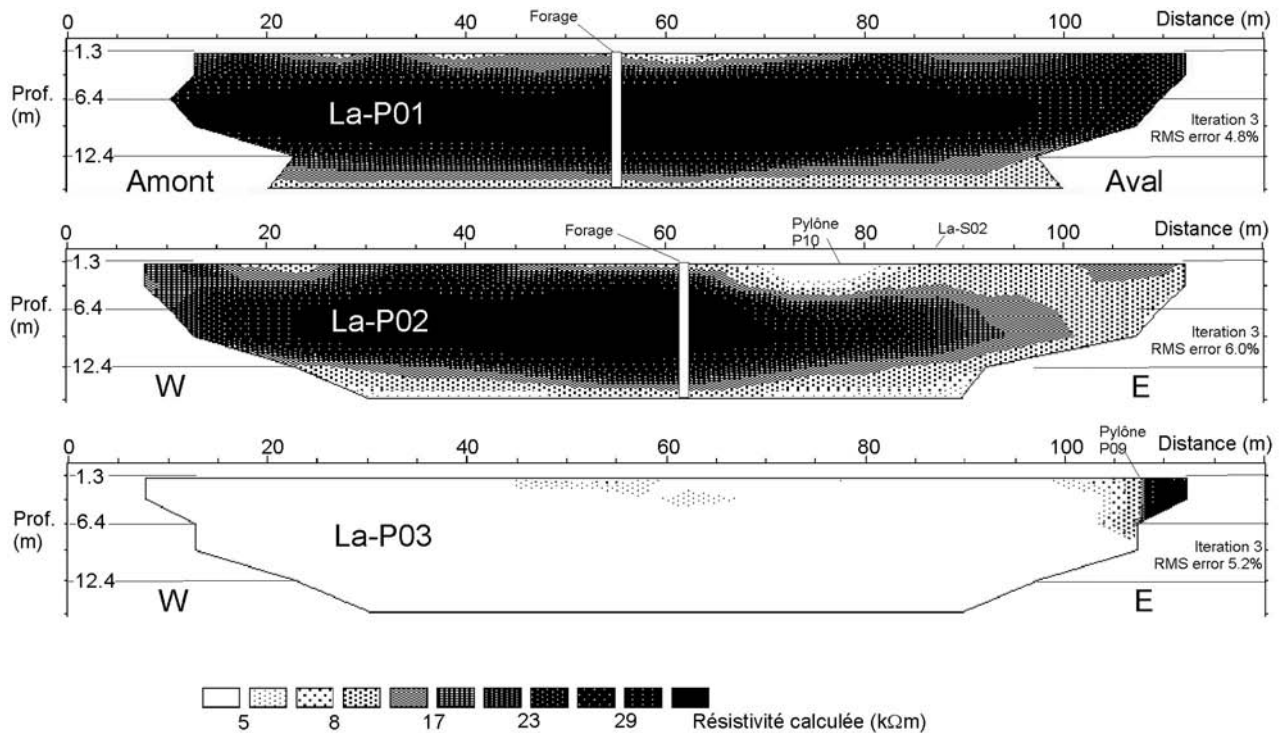 0 20 40 60 80 100 Distance (m)
Forage
1.3
Prof.
(m)
6.4
12.4
La-P01
Iteration 3
RMS error 4.8%
Amont
Aval
0 20 40 60 80 100 Distance (m)
Forage
Pylône
P10
La-S02
1.3
Prof.
(m)
6.4
12.4
La-P02
Iteration 3
RMS error 6.0%
W
E
0 20 40 60 80 100 Distance (m)
Pylône
P09
1.3
Prof.
(m)
6.4
12.4
La-P03
Iteration 3
RMS error 5.2%
W
E
5 8 17 23 29 Résistivité calculée (kΩm)